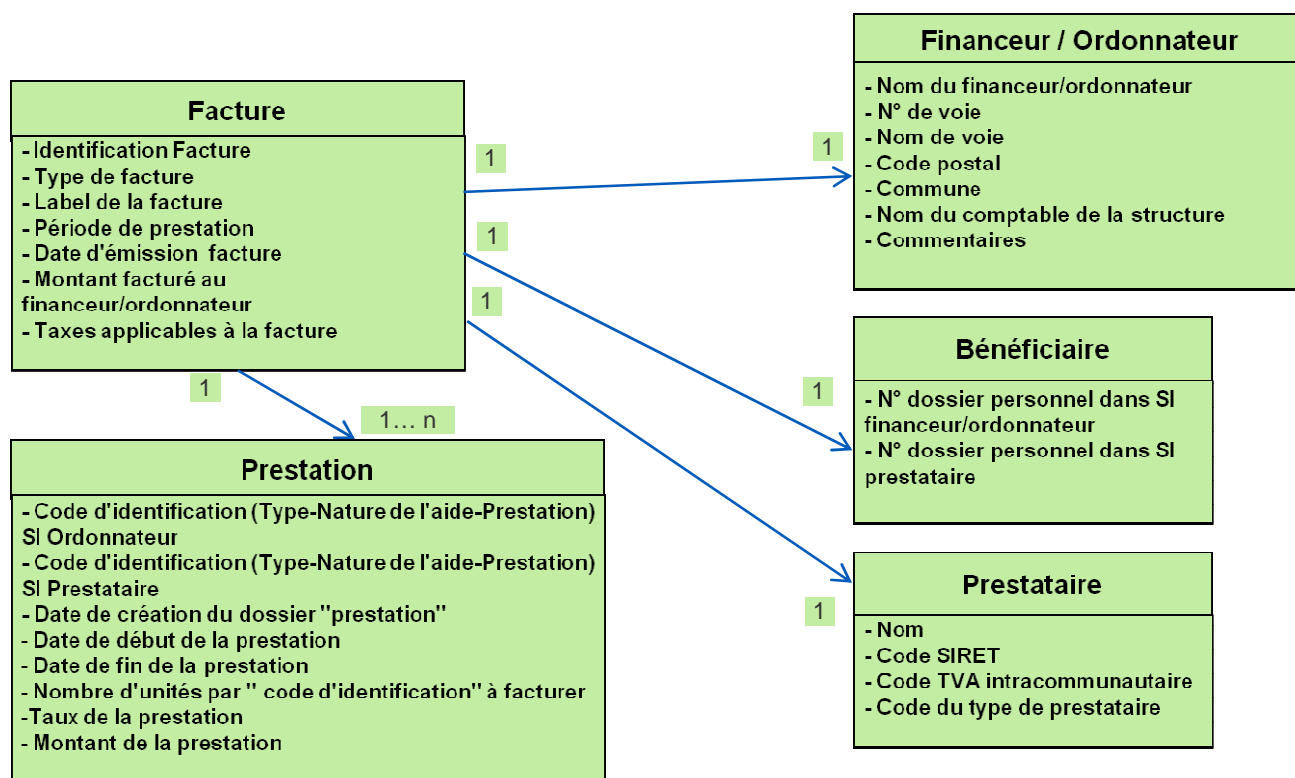 Facture
- Identification Facture
- Type de facture
- Label de la facture
- Période de prestation
- Date d'émission facture
- Montant facturé au
financeur/ordonnateur
- Taxes applicables à la facture
1
1
1
1
1... n
Prestation
- Code d'identification (Type-Nature de l'aide-Prestation)
SI Ordonnateur
- Code d'identification (Type-Nature de l'aide-Prestation)
SI Prestataire
- Date de création du dossier "prestation"
- Date de début de la prestation
- Date de fin de la prestation
- Nombre d'unités par " code d'identification" à facturer
-Taux de la prestation
- Montant de la prestation
Financeur / Ordonnateur
- Nom du financeur/ordonnateur
- N° de voie
- Nom de voie
- Code postal
- Commune
- Nom du comptable de la structure
- Commentaires
1
Bénéficiaire
- N° dossier personnel dans SI
financeur/ordonnateur
- N° dossier personnel dans SI
prestataire
1
Prestataire
- Nom
- Code SIRET
- Code TVA intracommunautaire
- Code du type de prestataire
1